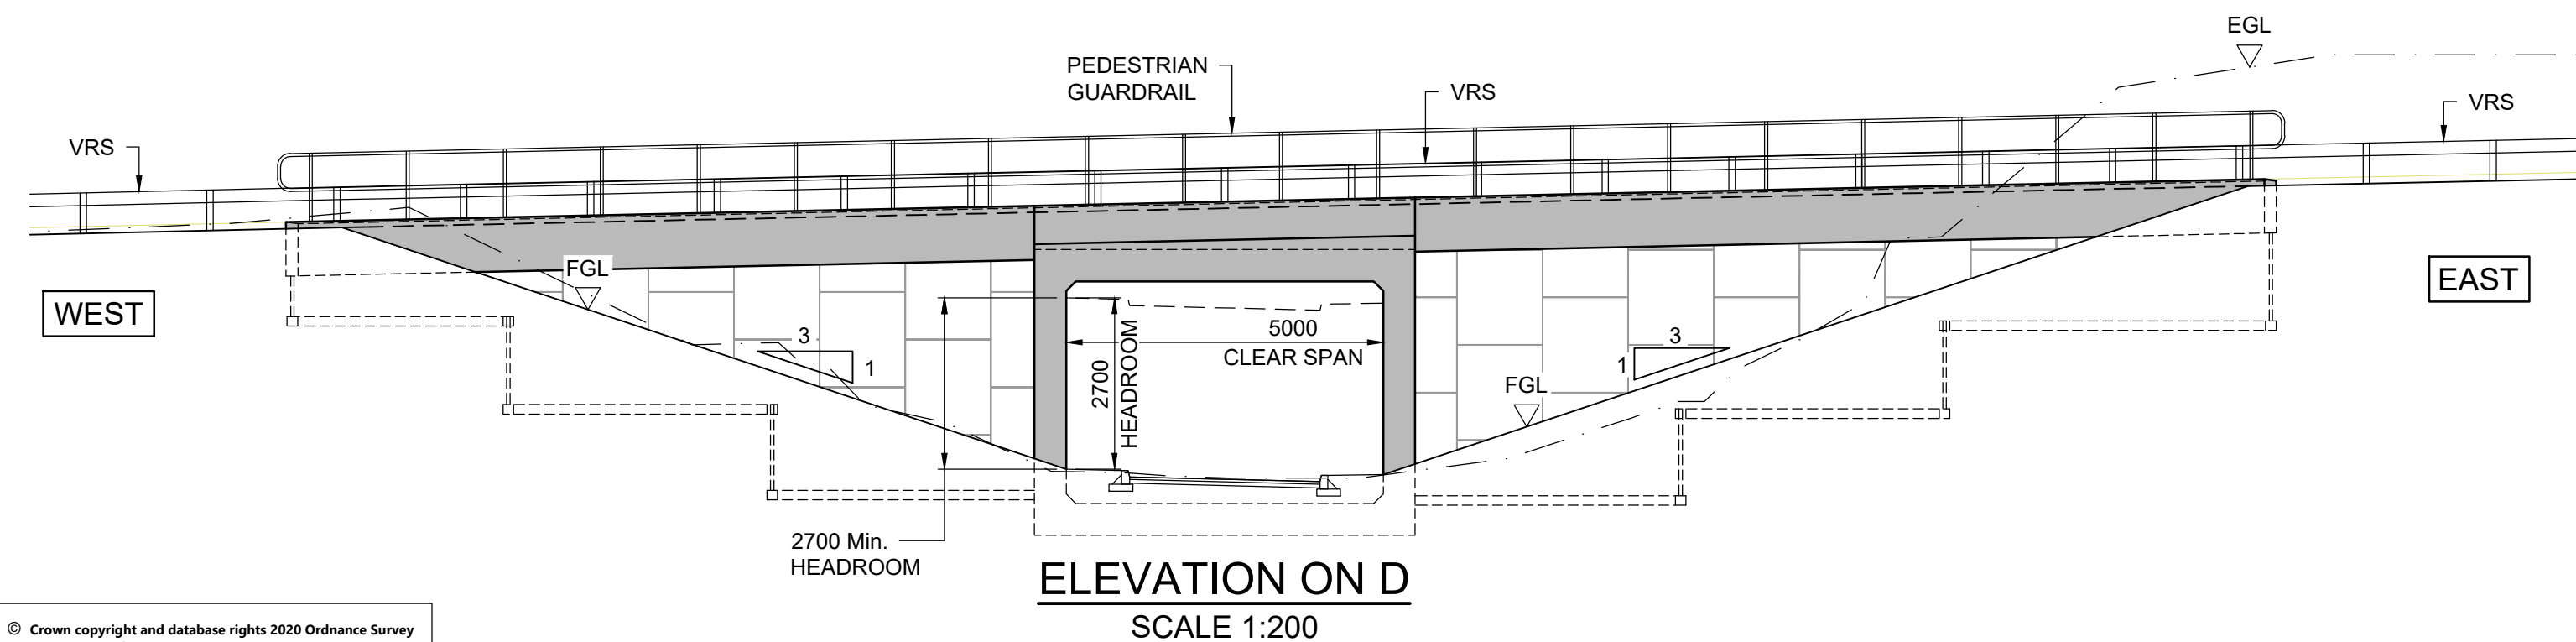 EGL
PEDESTRIAN
GUARDRAIL
VRS
VRS
VRS
FGL
WEST
EAST
3
1
5000
CLEAR SPAN
2700
HEADROOM
3
1
FGL
2700 Min.
HEADROOM
ELEVATION ON D
SCALE 1:200
© Crown copyright and database rights 2020 Ordnance Survey